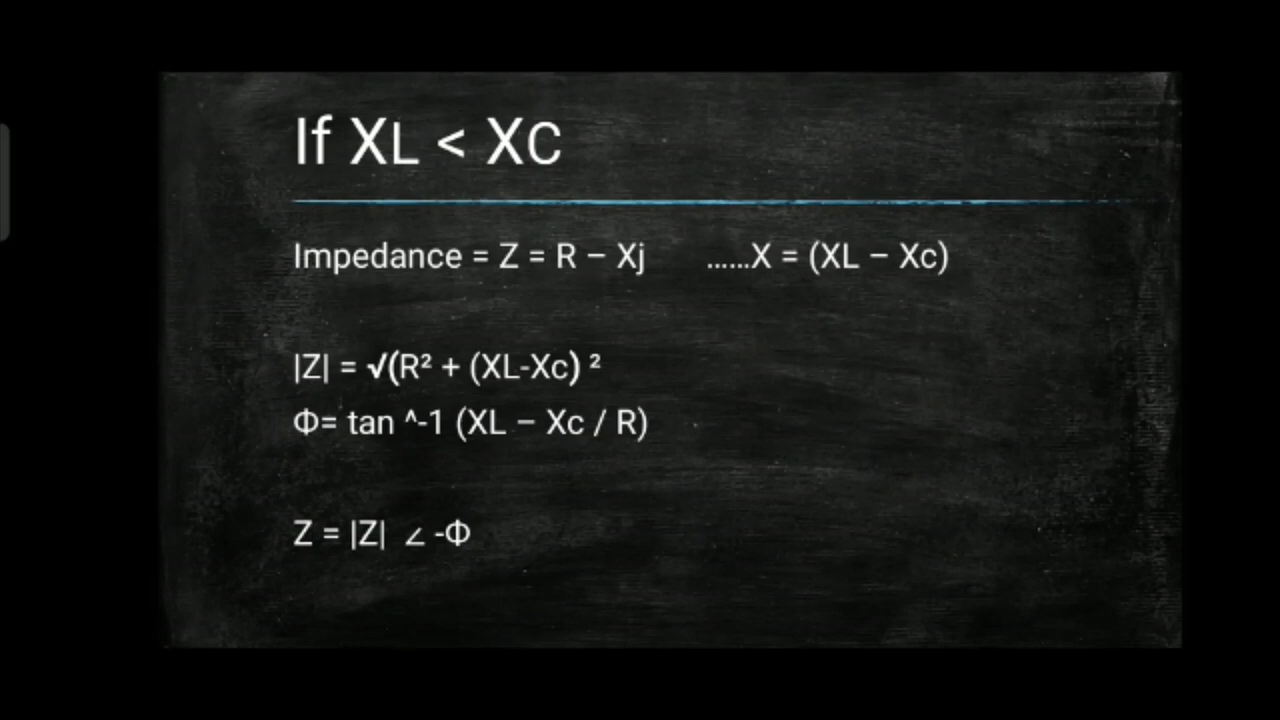 If XL < XC
Impedance = Z = R – Xj ......X = (XL – Xc)
|Z| = √(R² + (XL-Xc) ²
Φ= tan ^-1 (XL – Xc / R)
Z = |Z| ∠ -Φ